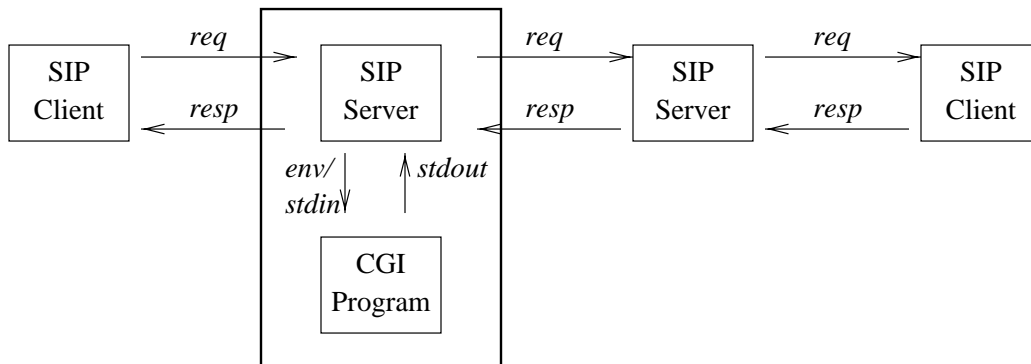 req
req
req
SIP
Client
SIP
Server
SIP
Server
SIP
Client
resp
resp
resp
env/
stdin
stdout
CGI
Program